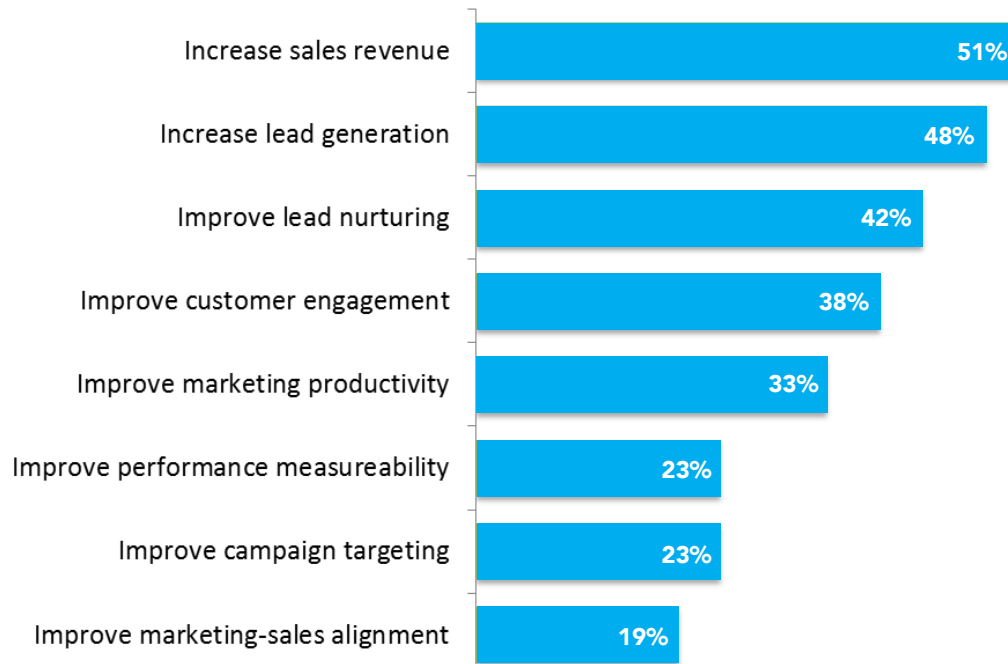 Increase sales revenue 51%
Increase lead generation 48%
Improve lead nurturing 42%
Improve customer engagement 38%
Improve marketing productivity 33%
Improve performance measureability 23%
Improve campaign targeting 23%
Improve marketing-sales alignment 19%